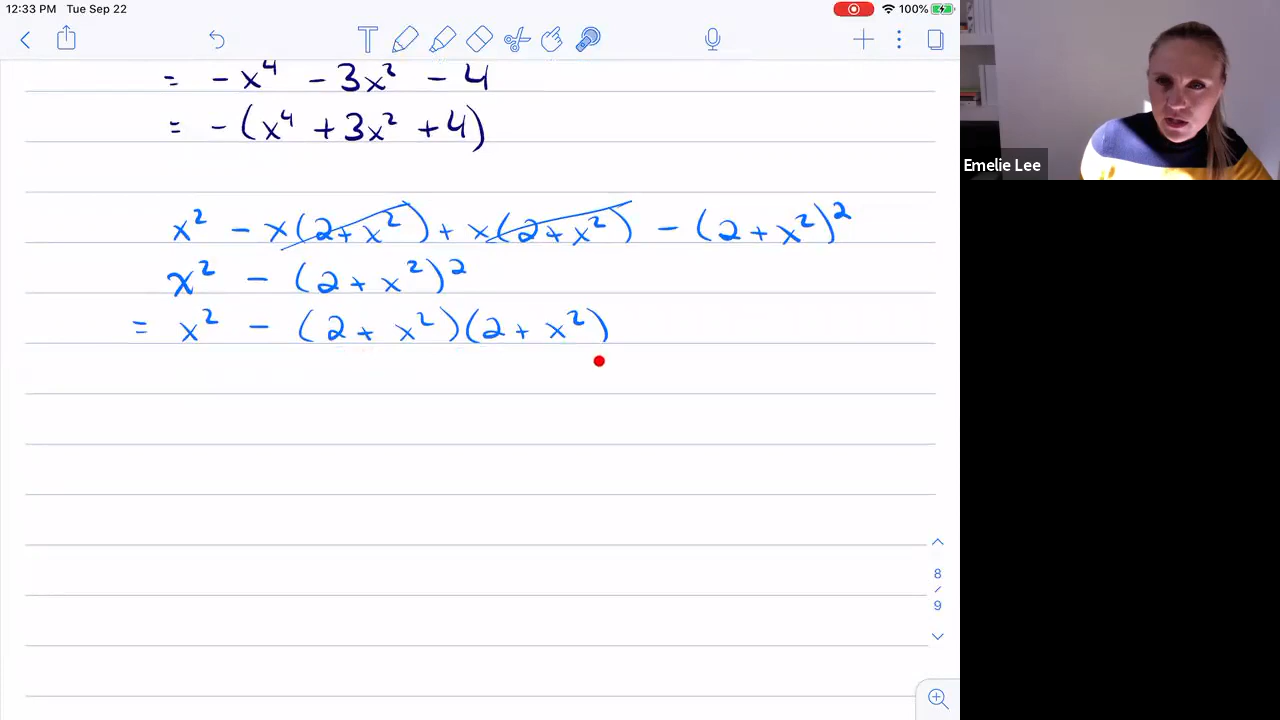 12:33 PM Tue Sep 22
100%
T
= -x⁴ - 3x² - 4
= -(x⁴ + 3x² + 4)
Emelie Lee
x² - x(2 + x²) + x(2 + x²) - (2 + x²)²
x² - (2 + x²)²
= x² - (2 + x²)(2 + x²)
8
/
9